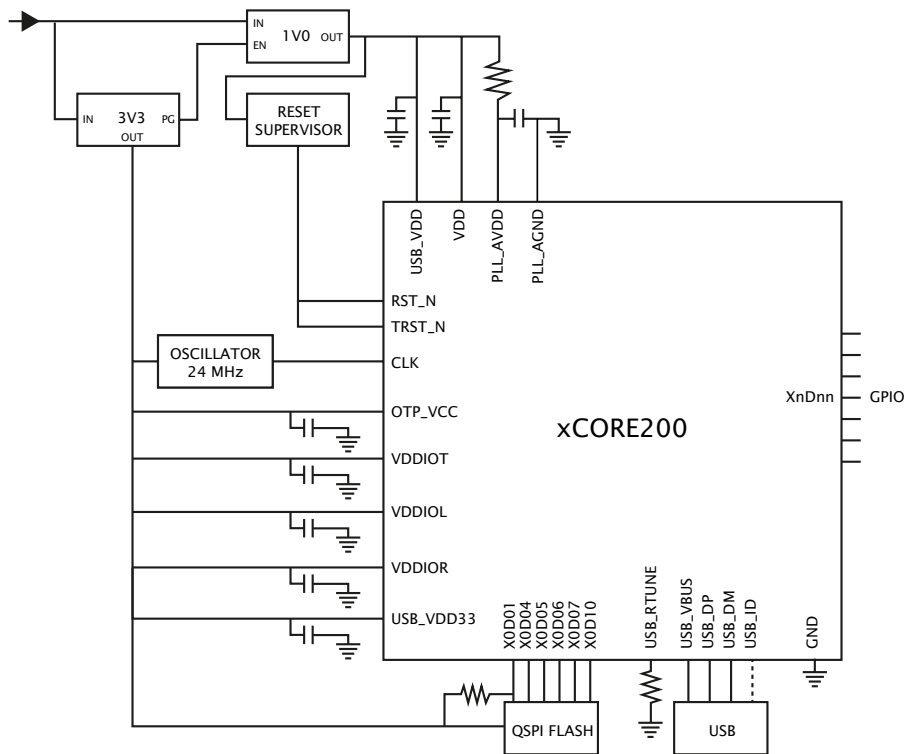 IN
1V0
OUT
EN
IN
3V3
PG
OUT
RESET
SUPERVISOR
USB_VDD
VDD
PLL_AVDD
PLL_AGND
RST_N
TRST_N
OSCILLATOR
24 MHz
CLK
XnDnn
GPIO
OTP_VCC
xCORE200
VDDIOT
VDDIOL
VDDIOR
USB_VDD33
X0D01
X0D04
X0D05
X0D06
X0D07
X0D10
USB_RTUNE
USB_VBUS
USB_DP
USB_DM
USB_ID
GND
QSPI FLASH
USB